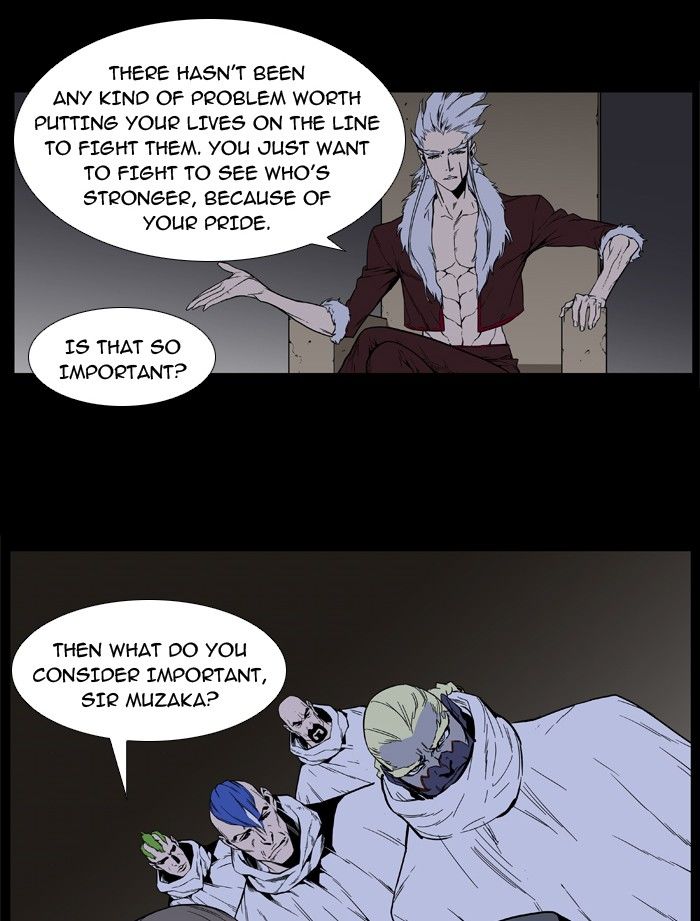 THERE HASN'T BEEN
ANY KIND OF PROBLEM WORTH
PUTTING YOUR LIVES ON THE LINE
TO FIGHT THEM. YOU JUST WANT
TO FIGHT TO SEE WHO'S
STRONGER, BECAUSE OF
YOUR PRIDE.
IS THAT SO
IMPORTANT?
THEN WHAT DO YOU
CONSIDER IMPORTANT,
SIR MUZAKA?